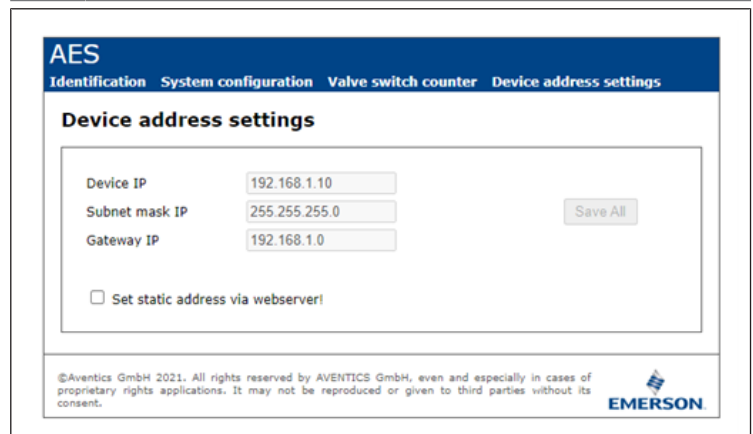 AES
Identification System configuration Valve switch counter Device address settings
Device address settings
Device IP 192.168.1.10
Subnet mask IP 255.255.255.0 Save All
Gateway IP 192.168.1.0
Set static address via webserver!
©Aventics GmbH 2021. All rights reserved by AVENTICS GmbH, even and especially in cases of
proprietary rights applications. It may not be reproduced or given to third parties without its
consent.
EMERSON.